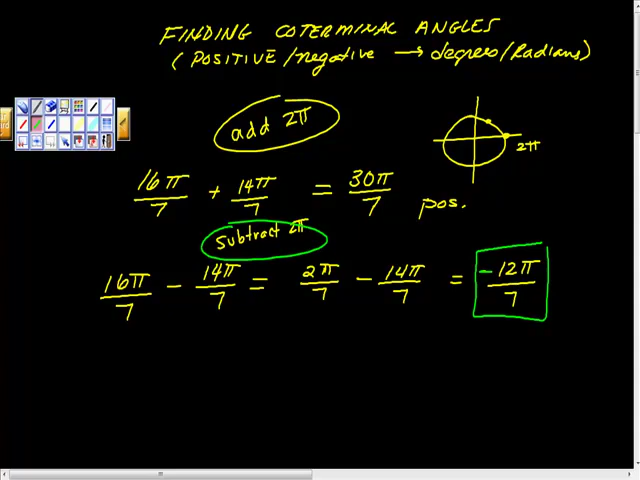 FINDING COTERMINAL ANGLES
(POSITIVE/negative → degrees/Radians)
add 2π
2π
16π/7 + 14π/7 = 30π/7 pos.
subtract 2π
16π/7 - 14π/7 = 2π/7 - 14π/7 = -12π/7